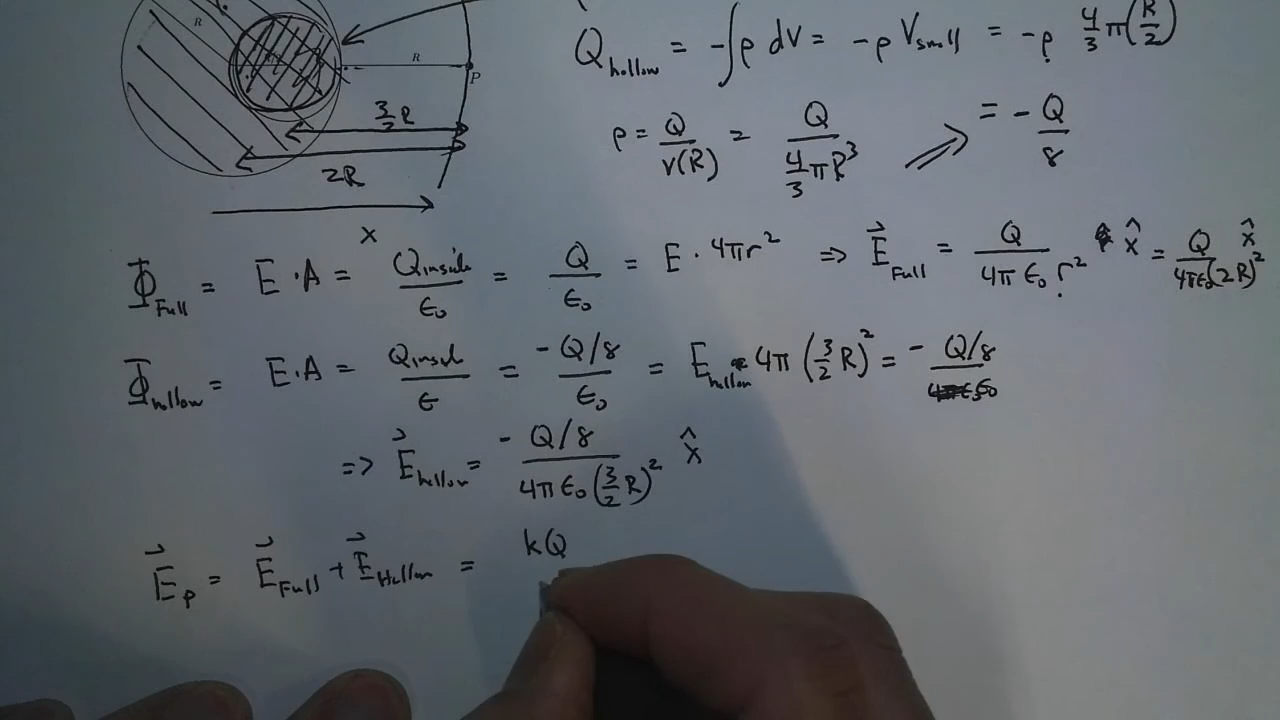 R
R
P
3/2 R
2R
x
Q_hollow = -∫ρ dV = -ρ V_small = -ρ 4/3 π(R/2)
ρ = Q/V(R) = Q/(4/3 πR³) ⇒ = -Q/8
Φ_Full = E·A = Q_inside/ε₀ = Q/ε₀ = E·4πr² ⇒ E⃗_Full = Q/(4πε₀r²) x̂ = Q/(4πε₀(2R)²) x̂
Φ_hollow = E·A = Q_inside/ε = -Q/8/ε₀ = E_hollow 4π(3/2 R)² = -Q/8/ε₀
=> E⃗_hollow = -Q/8/(4πε₀(3/2 R)²) x̂
E⃗_P = E⃗_Full + E⃗_Hollow = kQ